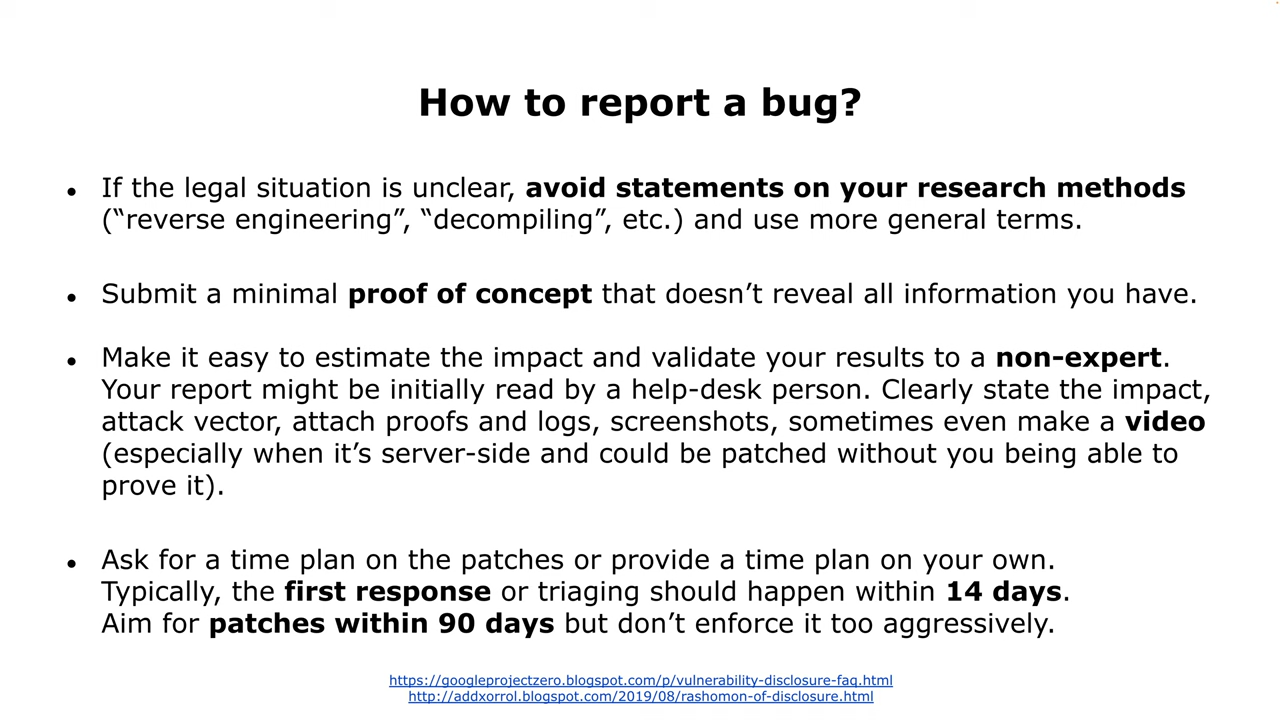 How to report a bug?
● If the legal situation is unclear, avoid statements on your research methods
(“reverse engineering”, “decompiling”, etc.) and use more general terms.
● Submit a minimal proof of concept that doesn’t reveal all information you have.
● Make it easy to estimate the impact and validate your results to a non-expert.
Your report might be initially read by a help-desk person. Clearly state the impact,
attack vector, attach proofs and logs, screenshots, sometimes even make a video
(especially when it’s server-side and could be patched without you being able to
prove it).
● Ask for a time plan on the patches or provide a time plan on your own.
Typically, the first response or triaging should happen within 14 days.
Aim for patches within 90 days but don’t enforce it too aggressively.
https://googleprojectzero.blogspot.com/p/vulnerability-disclosure-faq.html
http://addxorrol.blogspot.com/2019/08/rashomon-of-disclosure.html